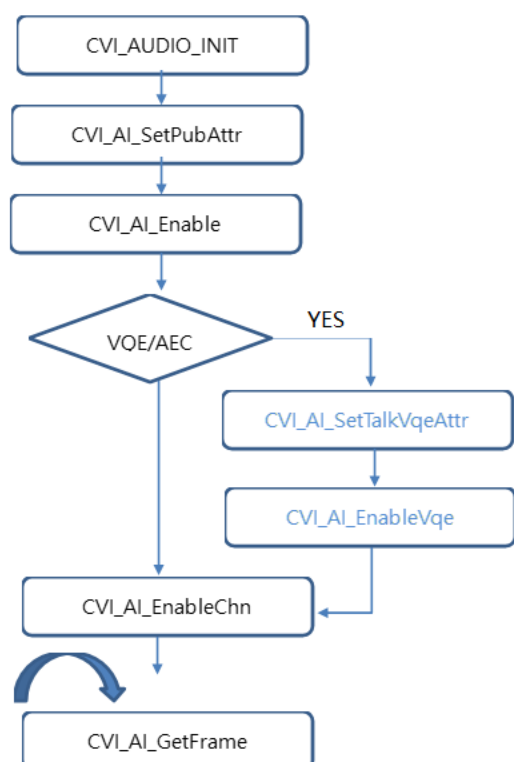 CVI_AUDIO_INIT
CVI_AI_SetPubAttr
CVI_AI_Enable
VQE/AEC
YES
CVI_AI_SetTalkVqeAttr
CVI_AI_EnableVqe
CVI_AI_EnableChn
CVI_AI_GetFrame